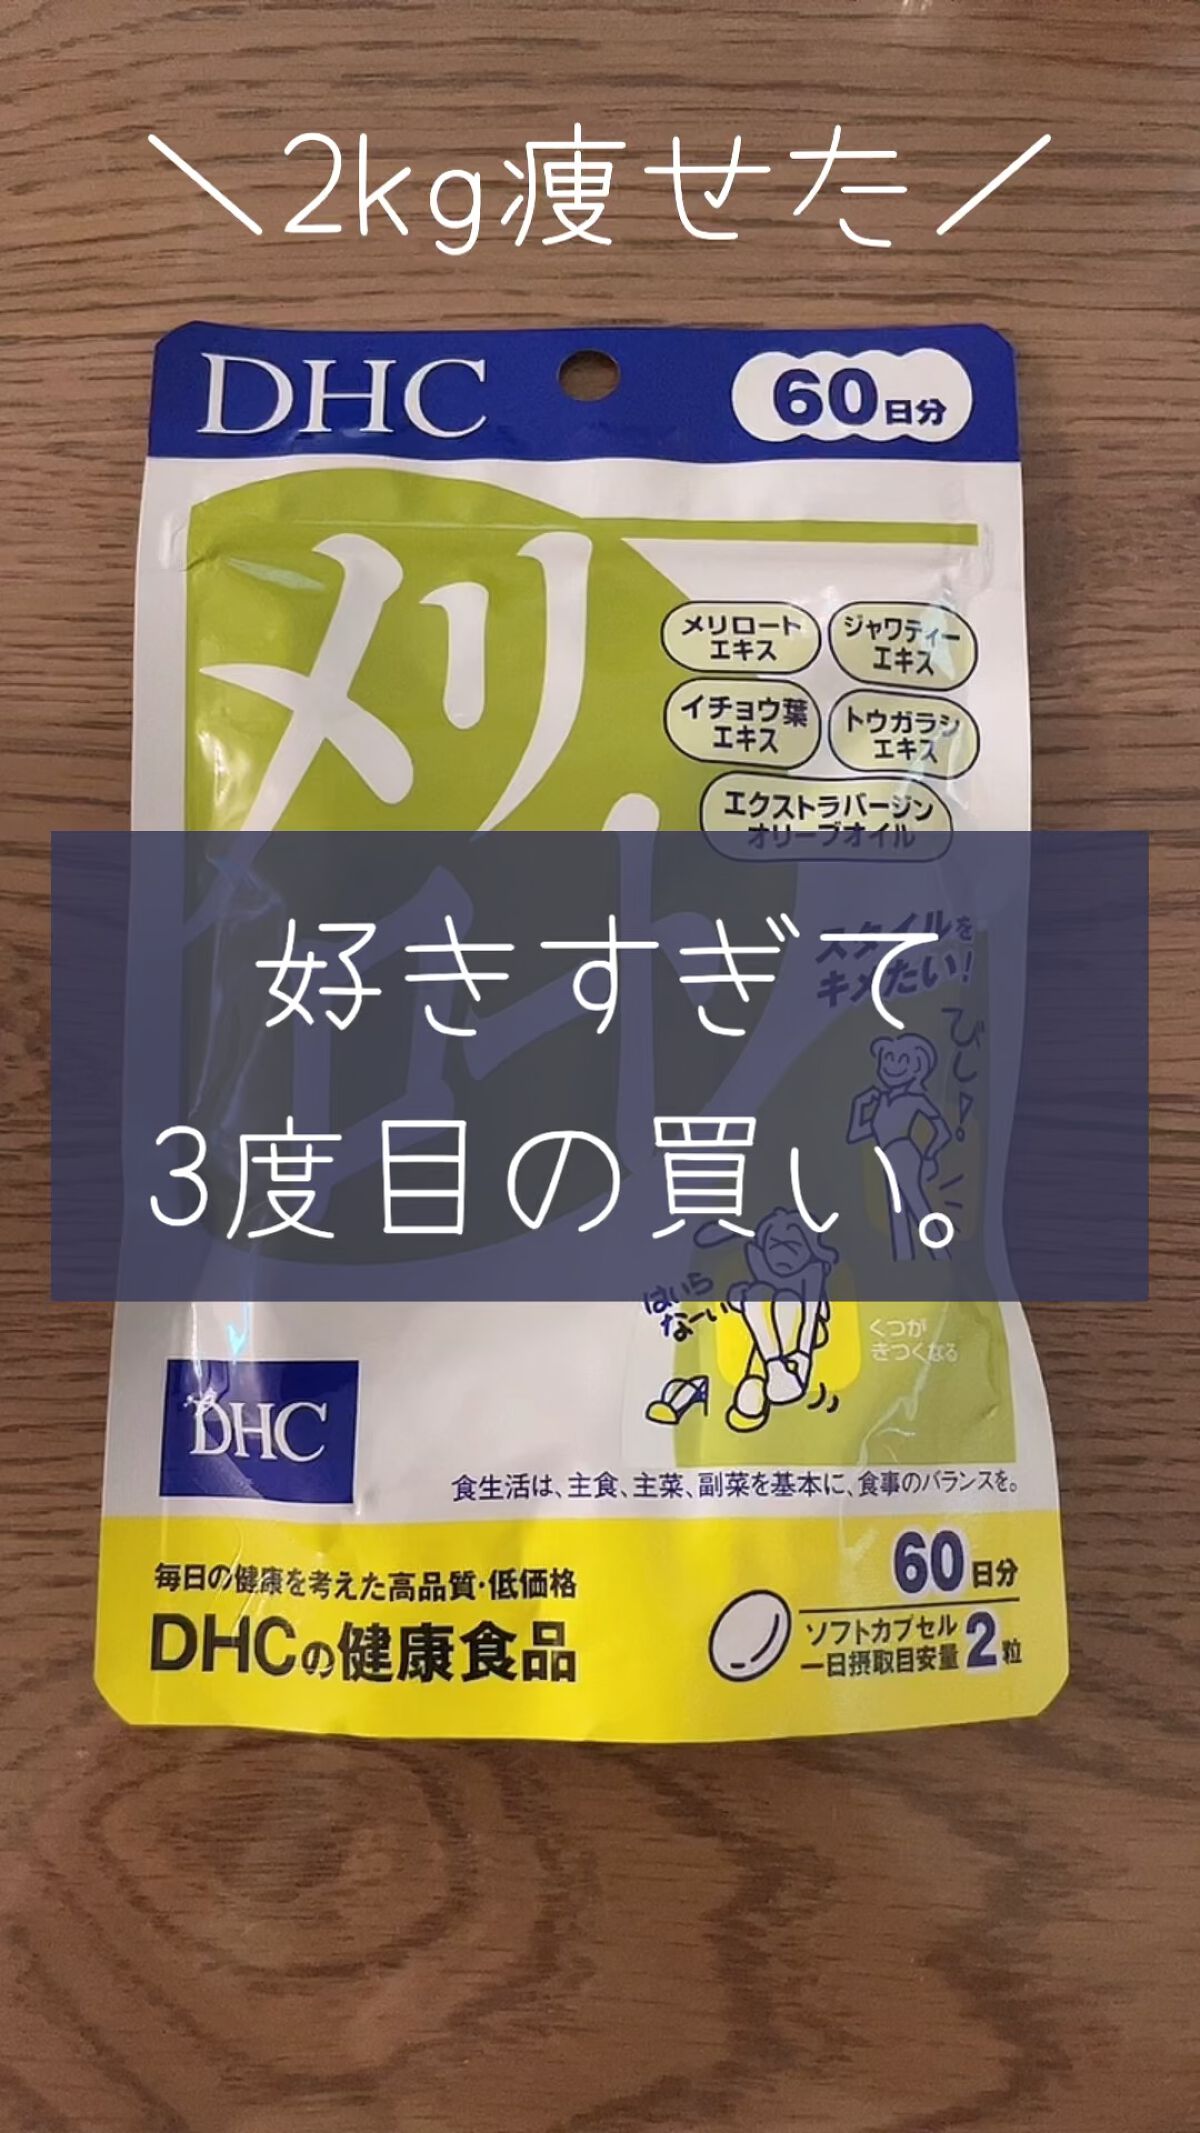 ＼2kg痩せた／
DHC
60日分
メリ
ロート
メリロート
エキス
ジャワティー
エキス
イチョウ葉
エキス
トウガラシ
エキス
エクストラバージン
オリーブオイル
スタイルを
キメたい!
びし!
好きすぎて
3度目の買い。
はいら
なーい
くつが
きつくなる
DHC
食生活は、主食、主菜、副菜を基本に、食事のバランスを。
毎日の健康を考えた高品質・低価格
DHCの健康食品
60日分
ソフトカプセル
一日摂取目安量2粒